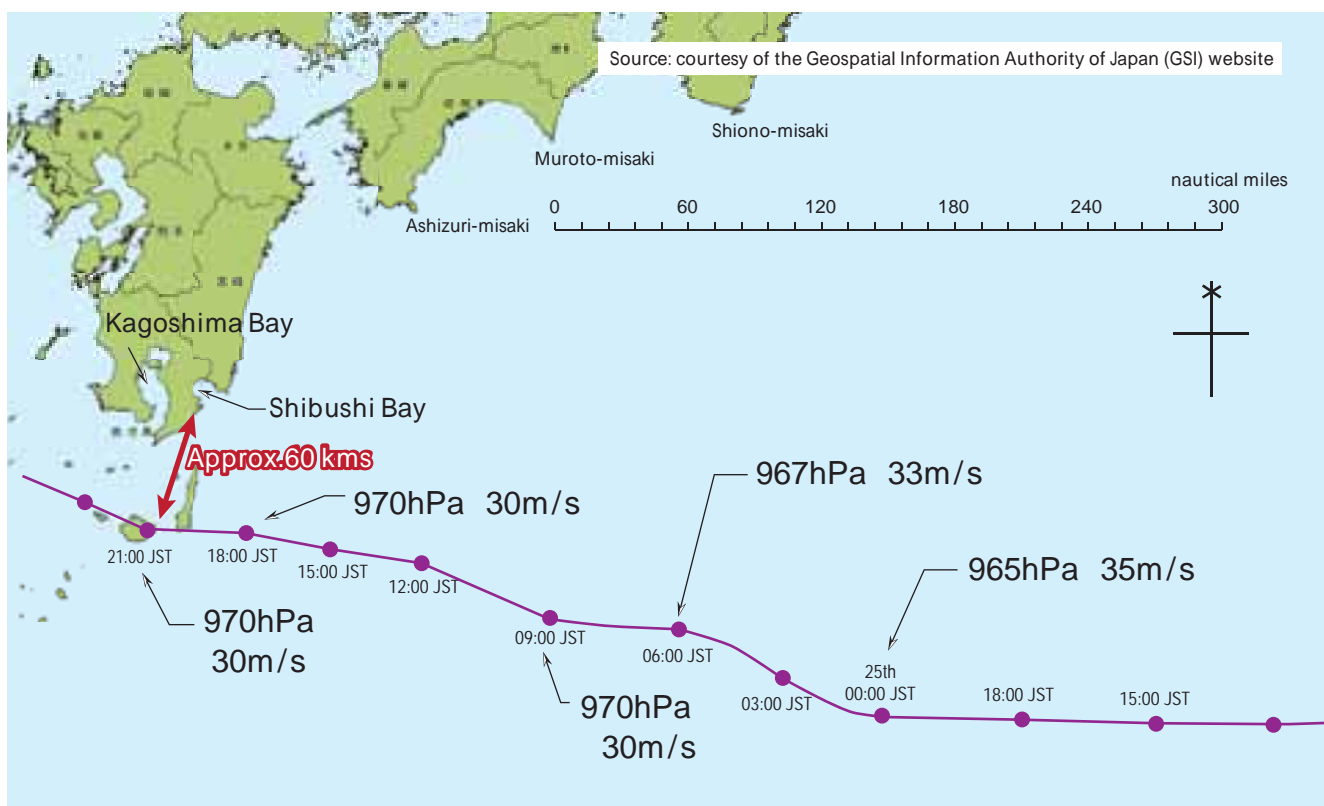 Source: courtesy of the Geospatial Information Authority of Japan (GSI) website
Shiono-misaki
Muroto-misaki
nautical miles
0 60 120 180 240 300
Ashizuri-misaki
Kagoshima Bay
Shibushi Bay
Approx.60 kms
970hPa 30m/s
967hPa 33m/s
965hPa 35m/s
21:00 JST
18:00 JST
15:00 JST
12:00 JST
09:00 JST
06:00 JST
03:00 JST
25th
00:00 JST
18:00 JST
15:00 JST
970hPa
30m/s
970hPa
30m/s